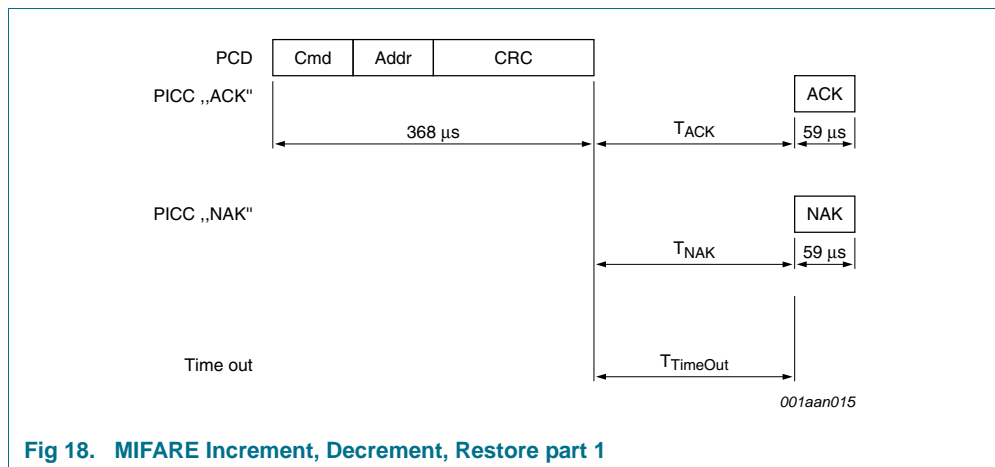 PCD Cmd Addr CRC
PICC ,,ACK" ACK
368 μs TACK 59 μs
PICC ,,NAK" NAK
TNAK 59 μs
Time out TTimeOut
001aan015
Fig 18. MIFARE Increment, Decrement, Restore part 1